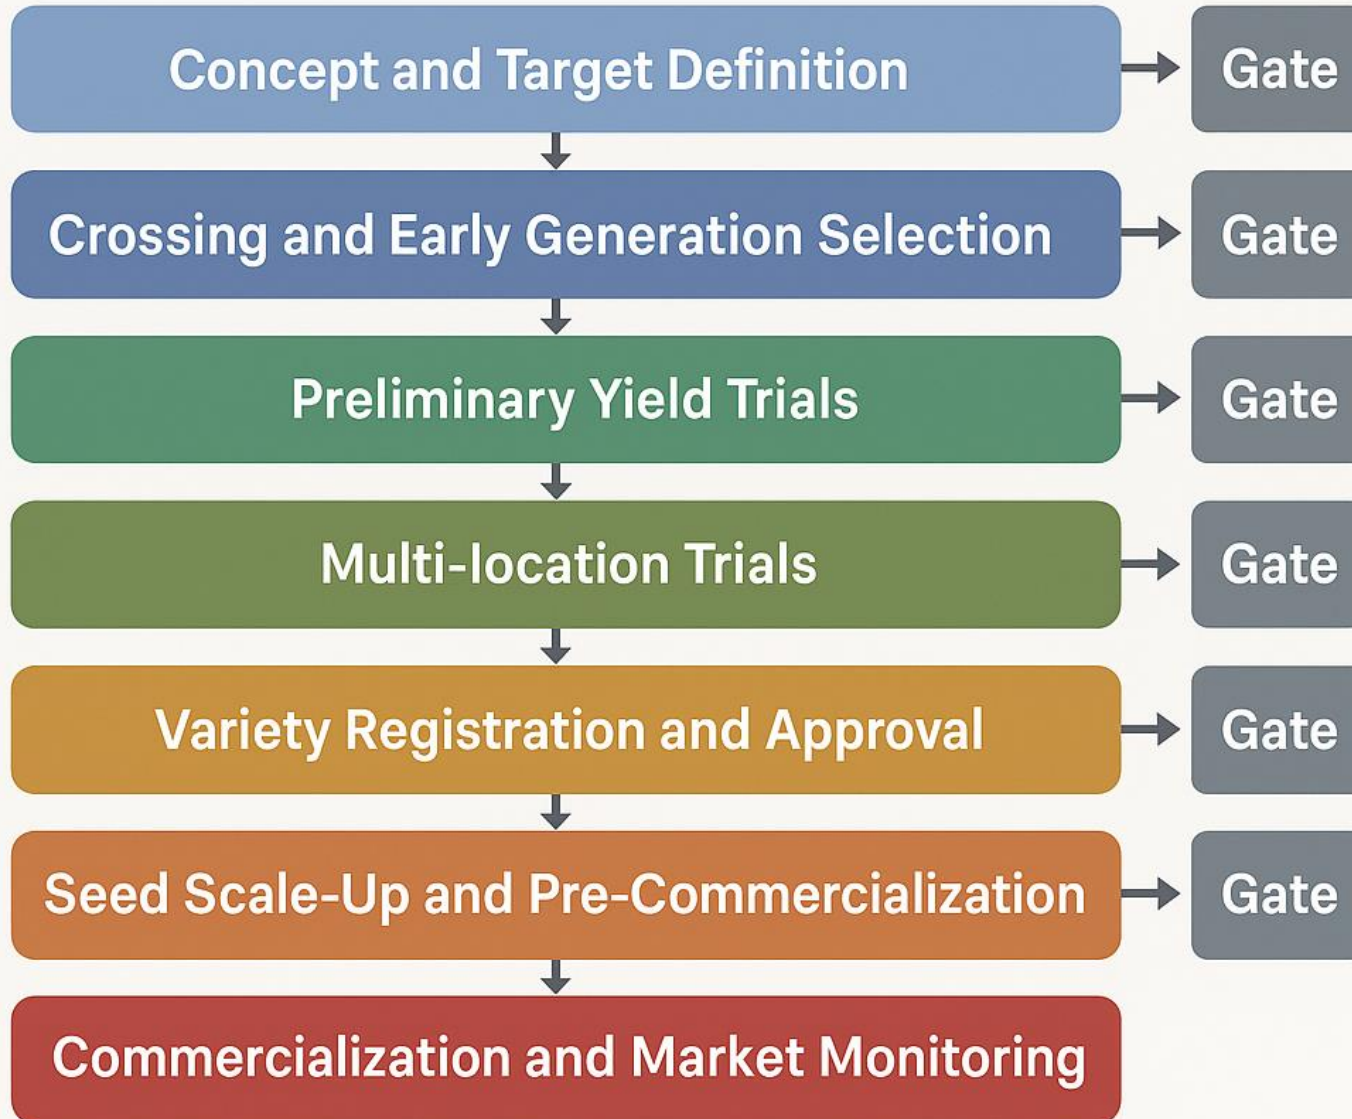 Concept and Target Definition
Gate
Crossing and Early Generation Selection
Gate
Preliminary Yield Trials
Gate
Multi-location Trials
Gate
Variety Registration and Approval
Gate
Seed Scale-Up and Pre-Commercialization
Gate
Commercialization and Market Monitoring